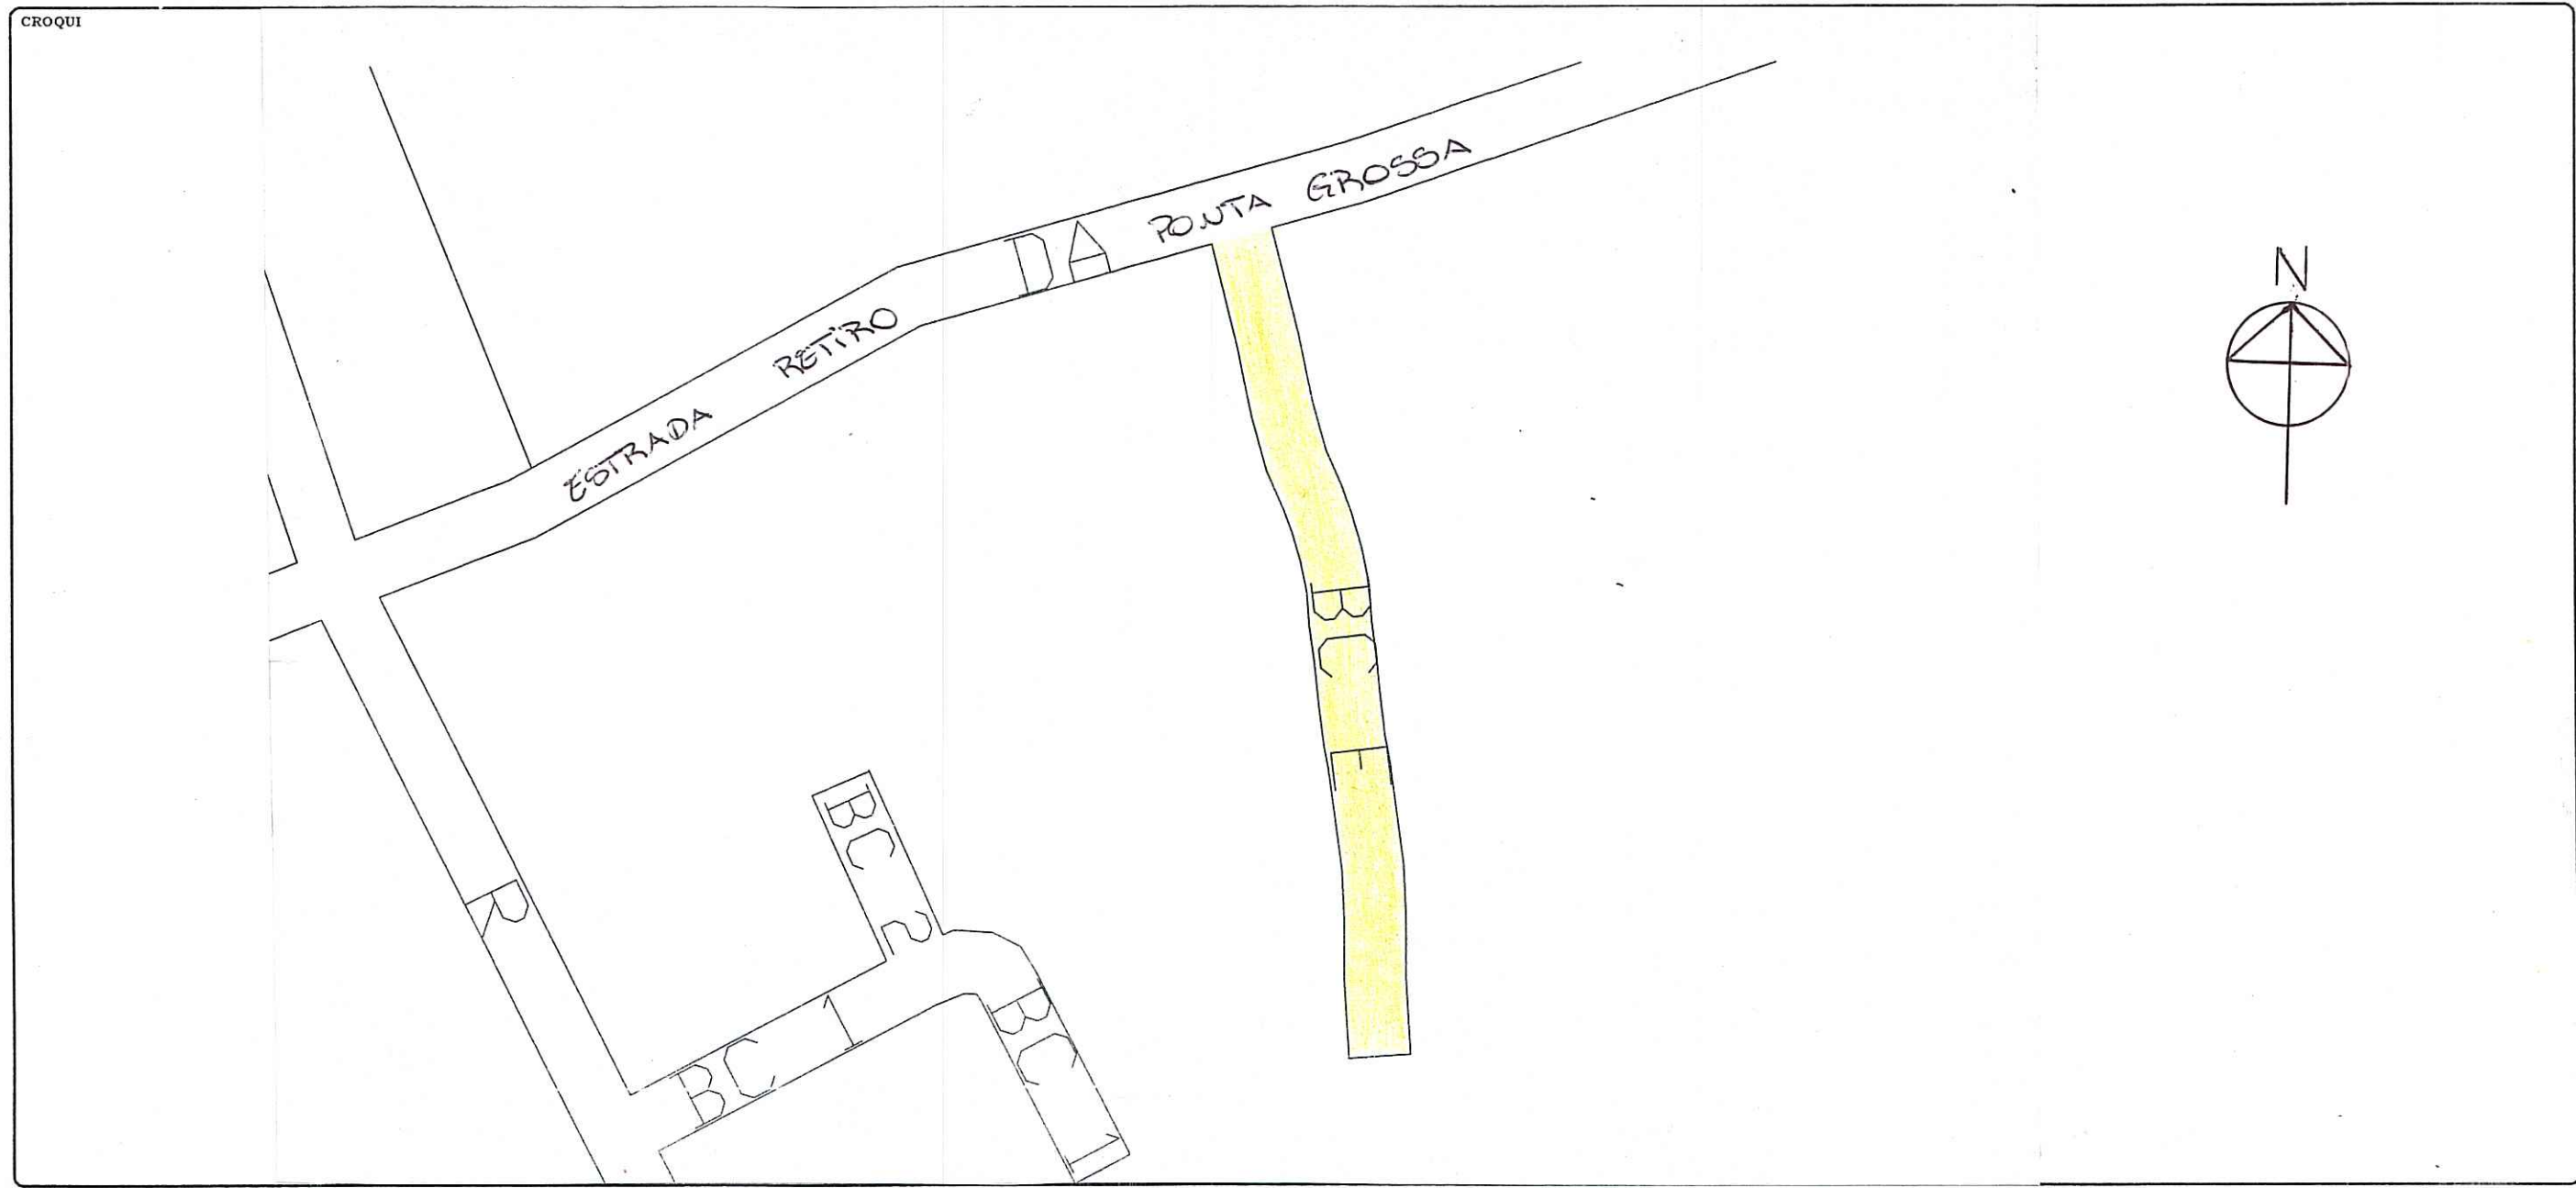 CROQUI
ESTRADA RETIRO DA PONTA GROSSA
N
BC F
BC 2
R
BC 1
BC 1